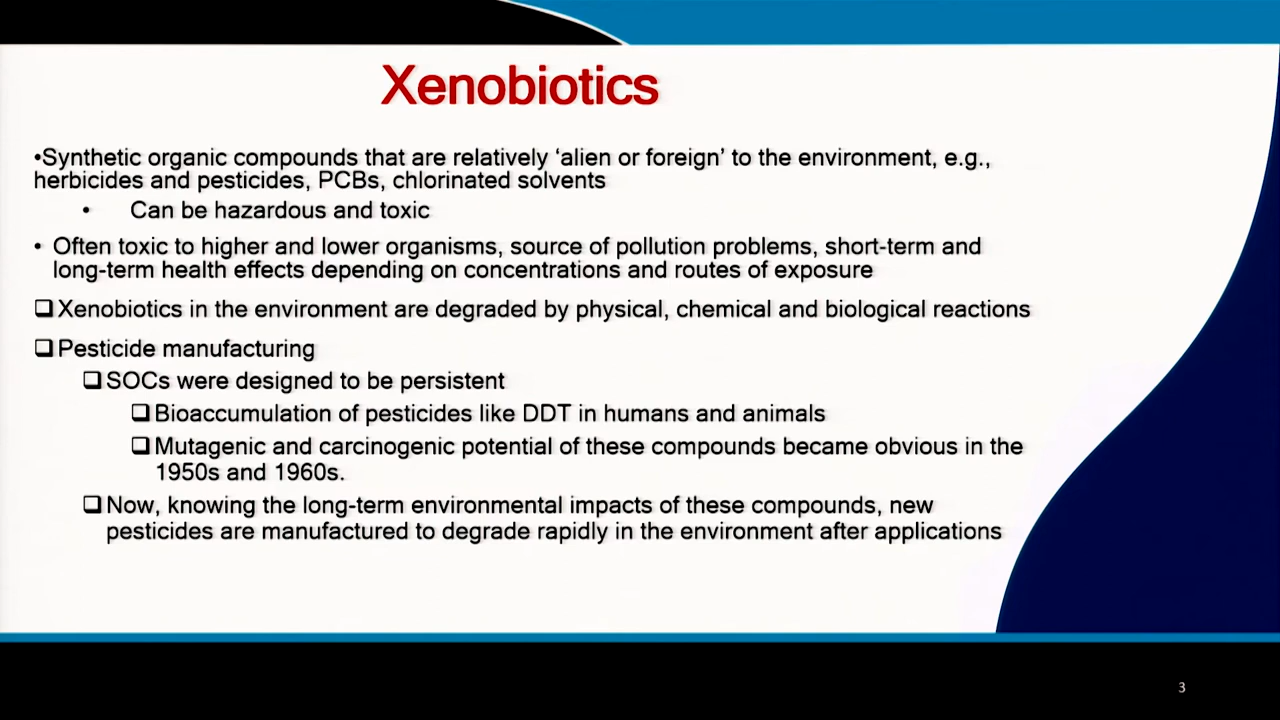 Xenobiotics
•Synthetic organic compounds that are relatively ‘alien or foreign’ to the environment, e.g.,
herbicides and pesticides, PCBs, chlorinated solvents
• Can be hazardous and toxic
• Often toxic to higher and lower organisms, source of pollution problems, short-term and
long-term health effects depending on concentrations and routes of exposure
❑Xenobiotics in the environment are degraded by physical, chemical and biological reactions
❑Pesticide manufacturing
❑SOCs were designed to be persistent
❑Bioaccumulation of pesticides like DDT in humans and animals
❑Mutagenic and carcinogenic potential of these compounds became obvious in the
1950s and 1960s.
❑Now, knowing the long-term environmental impacts of these compounds, new
pesticides are manufactured to degrade rapidly in the environment after applications
3